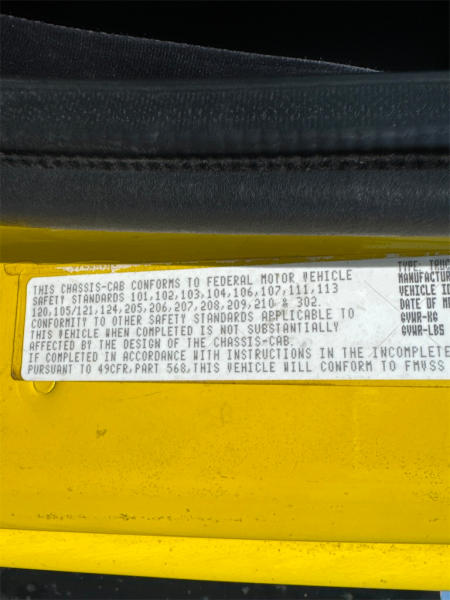 THIS CHASSIS-CAB CONFORMS TO FEDERAL MOTOR VEHICLE
SAFETY STANDARDS 101,102,103,104,106,107,111,113
120,105/121,124,205,206,207,208,209,210 & 302.
CONFORMITY TO OTHER SAFETY STANDARDS APPLICABLE TO
THIS VEHICLE WHEN COMPLETED IS NOT SUBSTANTIALLY
AFFECTED BY THE DESIGN OF THE CHASSIS-CAB.
IF COMPLETED IN ACCORDANCE WITH INSTRUCTIONS IN THE INCOMPLETE
PURSUANT TO 49CFR,PART 568,THIS VEHICLE WILL CONFORM TO FMVSS
TYPE: TRUC
MANUFACTUR
VEHICLE ID
DATE OF M
GVWR-KG
GVWR-LBS